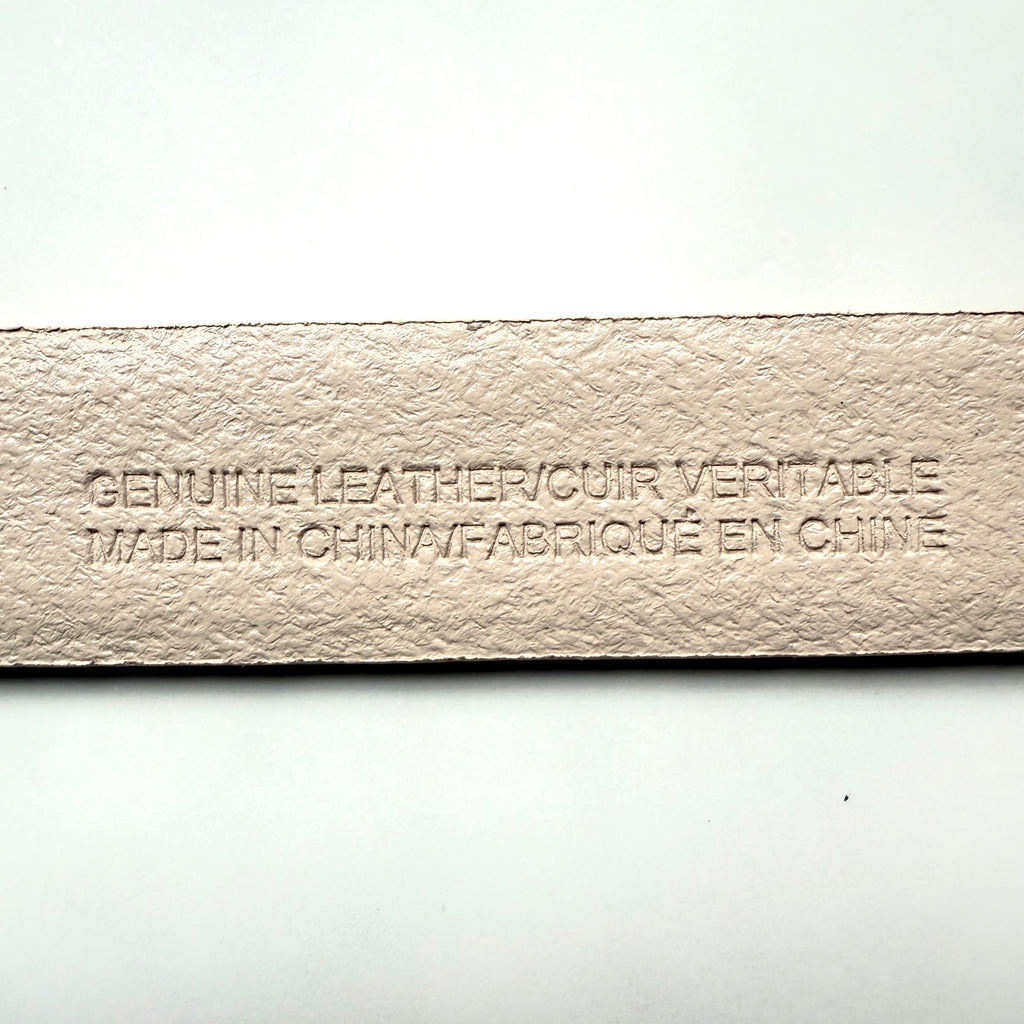 GENUINE LEATHER/CUIR VERITABLE
MADE IN CHINA/FABRIQUÉ EN CHINE